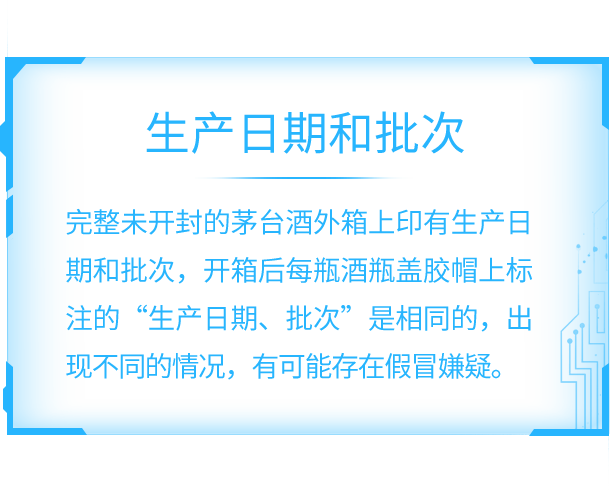 生产日期和批次
完整未开封的茅台酒外箱上印有生产日
期和批次，开箱后每瓶酒瓶盖胶帽上标
注的“生产日期、批次”是相同的，出
现不同的情况，有可能存在假冒嫌疑。